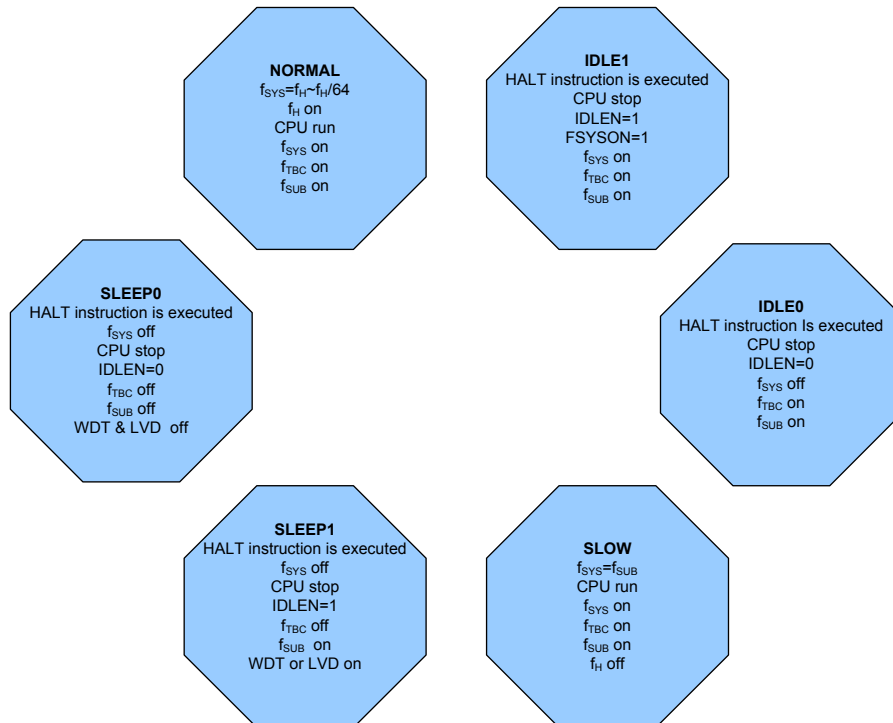 NORMAL
fSYS=fH~fH/64
fH on
CPU run
fSYS on
fTBC on
fSUB on
IDLE1
HALT instruction is executed
CPU stop
IDLEN=1
FSYSON=1
fSYS on
fTBC on
fSUB on
SLEEP0
HALT instruction is executed
fSYS off
CPU stop
IDLEN=0
fTBC off
fSUB off
WDT & LVD off
IDLE0
HALT instruction Is executed
CPU stop
IDLEN=0
fSYS off
fTBC on
fSUB on
SLEEP1
HALT instruction is executed
fSYS off
CPU stop
IDLEN=1
fTBC off
fSUB on
WDT or LVD on
SLOW
fSYS=fSUB
CPU run
fSYS on
fTBC on
fSUB on
fH off